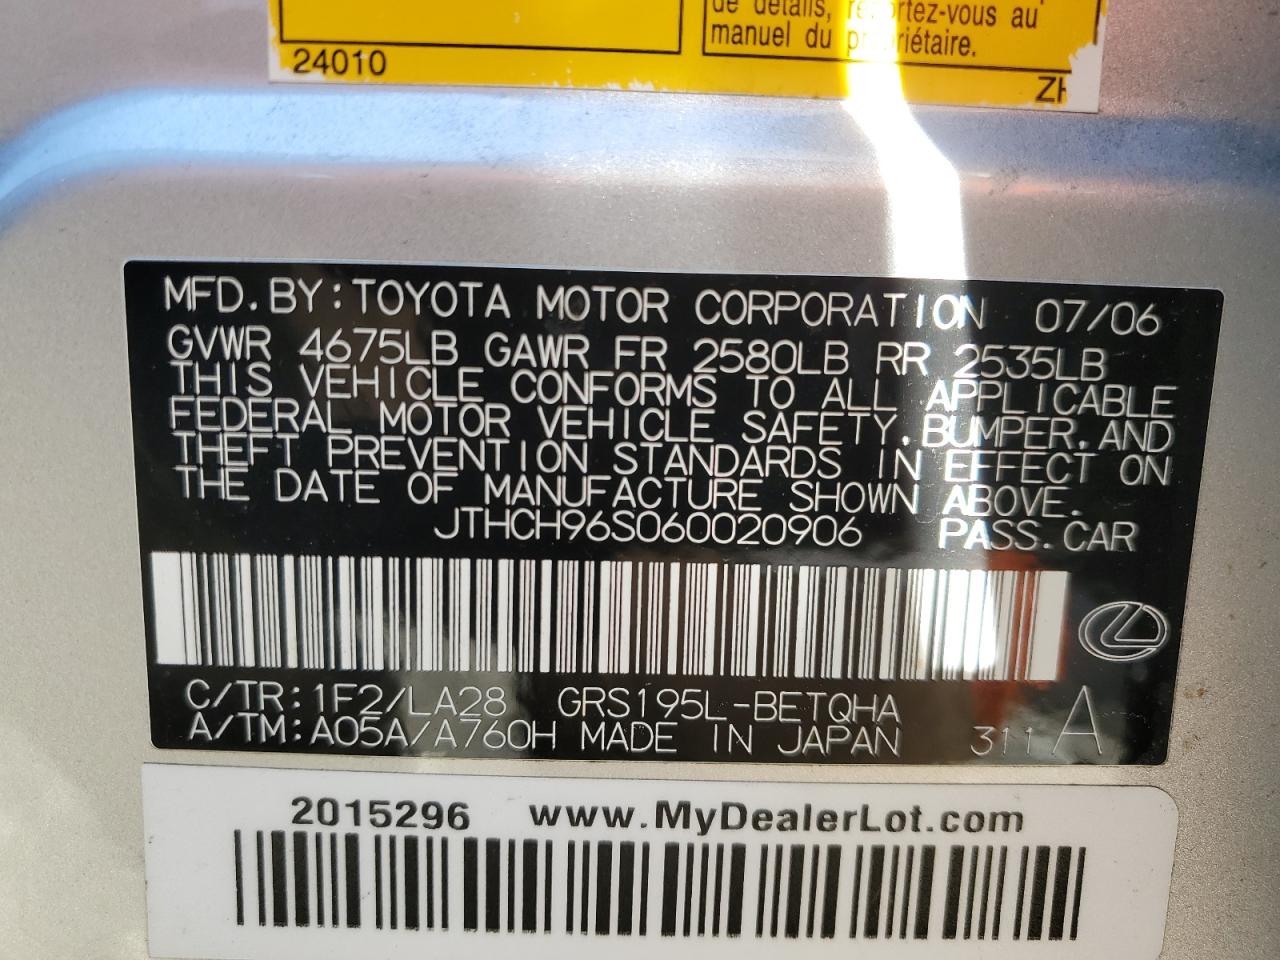 de détails, reportez-vous au
manuel du propriétaire.
24010
MFD. BY: TOYOTA MOTOR CORPORATION 07/06
GVWR 4675LB GAWR FR 2580LB RR 2535LB
THIS VEHICLE CONFORMS TO ALL APPLICABLE
FEDERAL MOTOR VEHICLE SAFETY, BUMPER, AND
THEFT PREVENTION STANDARDS IN EFFECT ON
THE DATE OF MANUFACTURE SHOWN ABOVE.
JTHCH96S060020906 PASS. CAR
C/TR: 1F2/LA28 GRS195L-BETQHA
A/TM: A05A/A760H MADE IN JAPAN 311 A
2015296 www.MyDealerLot.com